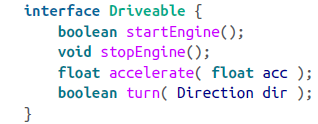 interface Driveable {
    boolean startEngine();
    void stopEngine();
    float accelerate( float acc );
    boolean turn( Direction dir );
}